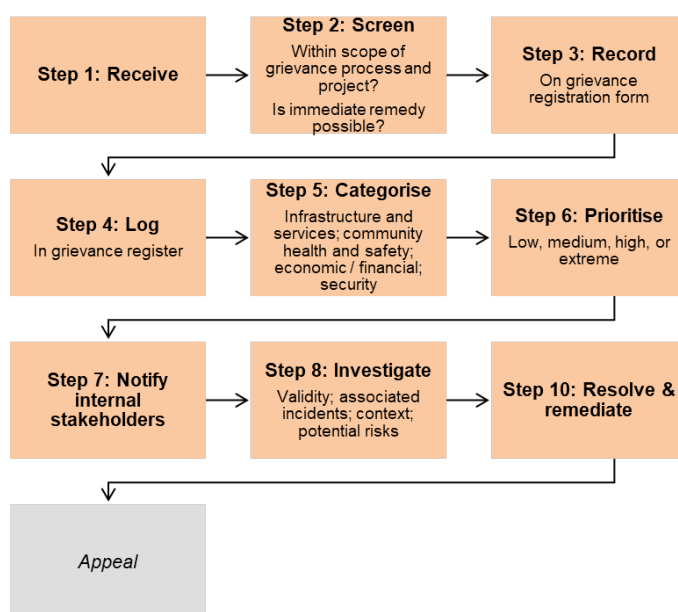 Step 1: Receive
Step 2: Screen
Within scope of
grievance process and
project?
Is immediate remedy
possible?
Step 3: Record
On grievance
registration form
Step 4: Log
In grievance register
Step 5: Categorise
Infrastructure and
services; community
health and safety;
economic / financial;
security
Step 6: Prioritise
Low, medium, high, or
extreme
Step 7: Notify
internal
stakeholders
Step 8: Investigate
Validity; associated
incidents; context;
potential risks
Step 10: Resolve &
remediate
Appeal